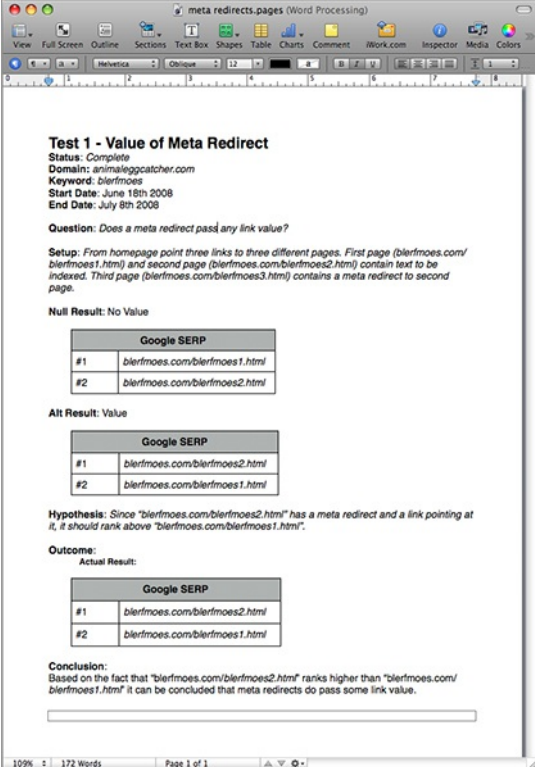 meta redirects.pages (Word Processing)
View Full Screen Outline Sections Text Box Shapes Table Charts Comment iWork.com Inspector Media Colors
Helvetica Oblique 12 a B I U 1
0 1 2 3 4 5 6 7 8
Test 1 - Value of Meta Redirect
Status: Complete
Domain: animaleggcatcher.com
Keyword: blerfmoes
Start Date: June 18th 2008
End Date: July 8th 2008
Question: Does a meta redirect pass any link value?
Setup: From homepage point three links to three different pages. First page (blerfmoes.com/
blerfmoes1.html) and second page (blerfmoes.com/blerfmoes2.html) contain text to be
indexed. Third page (blerfmoes.com/blerfmoes3.html) contains a meta redirect to second
page.
Null Result: No Value
Google SERP
#1 blerfmoes.com/blerfmoes1.html
#2 blerfmoes.com/blerfmoes2.html
Alt Result: Value
Google SERP
#1 blerfmoes.com/blerfmoes2.html
#2 blerfmoes.com/blerfmoes1.html
Hypothesis: Since "blerfmoes.com/blerfmoes2.html" has a meta redirect and a link pointing at
it, it should rank above "blerfmoes.com/blerfmoes1.html".
Outcome:
Actual Result:
Google SERP
#1 blerfmoes.com/blerfmoes2.html
#2 blerfmoes.com/blerfmoes1.html
Conclusion:
Based on the fact that "blerfmoes.com/blerfmoes2.html" ranks higher than "blerfmoes.com/
blerfmoes1.html" it can be concluded that meta redirects do pass some link value.
109% 172 Words Page 1 of 1